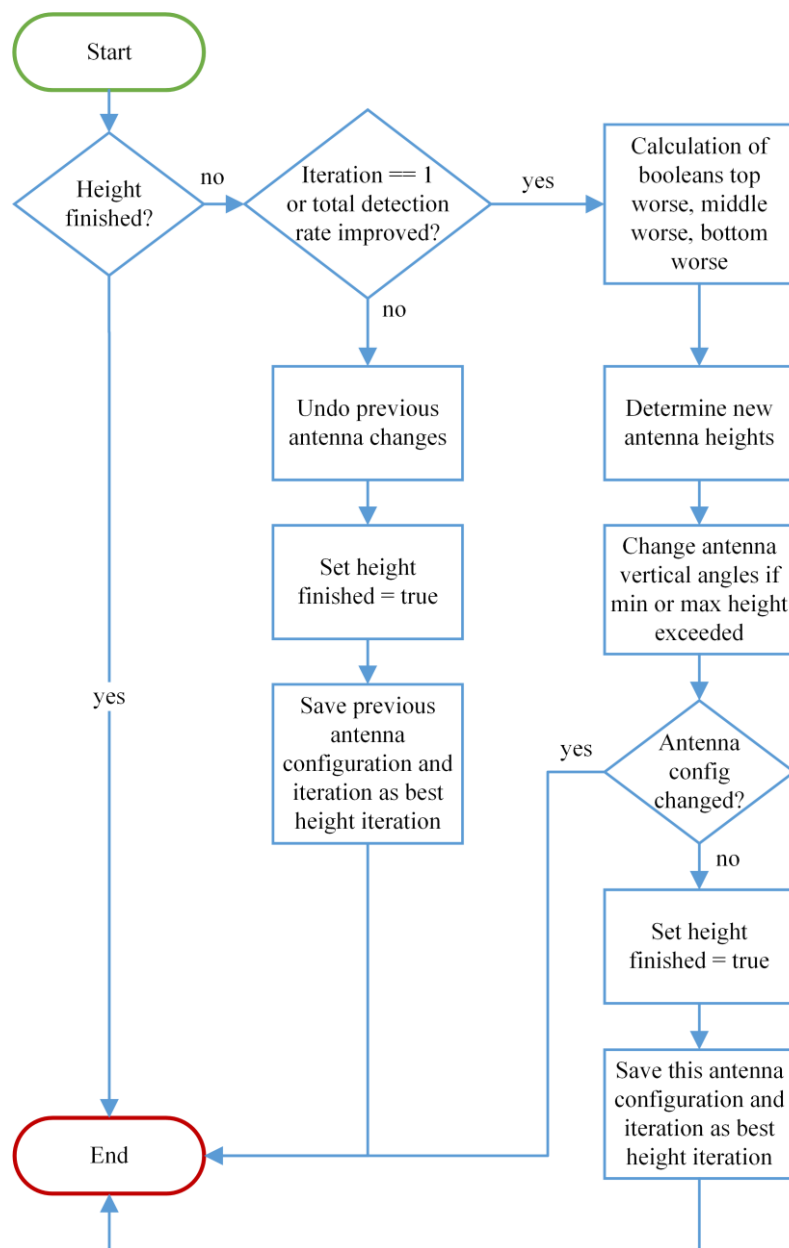 Start
Height
finished?
no
Iteration == 1
or total detection
rate improved?
yes
Calculation of
booleans top
worse, middle
worse, bottom
worse
no
Undo previous
antenna changes
Determine new
antenna heights
Set height
finished = true
Change antenna
vertical angles if
min or max height
exceeded
yes
Save previous
antenna
configuration and
iteration as best
height iteration
yes
Antenna
config
changed?
no
Set height
finished = true
Save this antenna
configuration and
iteration as best
height iteration
End